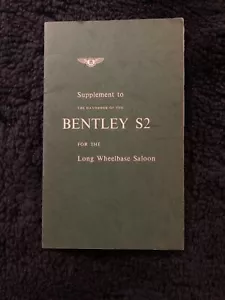 Supplement to
THE HANDBOOK OF THE
BENTLEY S2
FOR THE
Long Wheelbase Saloon